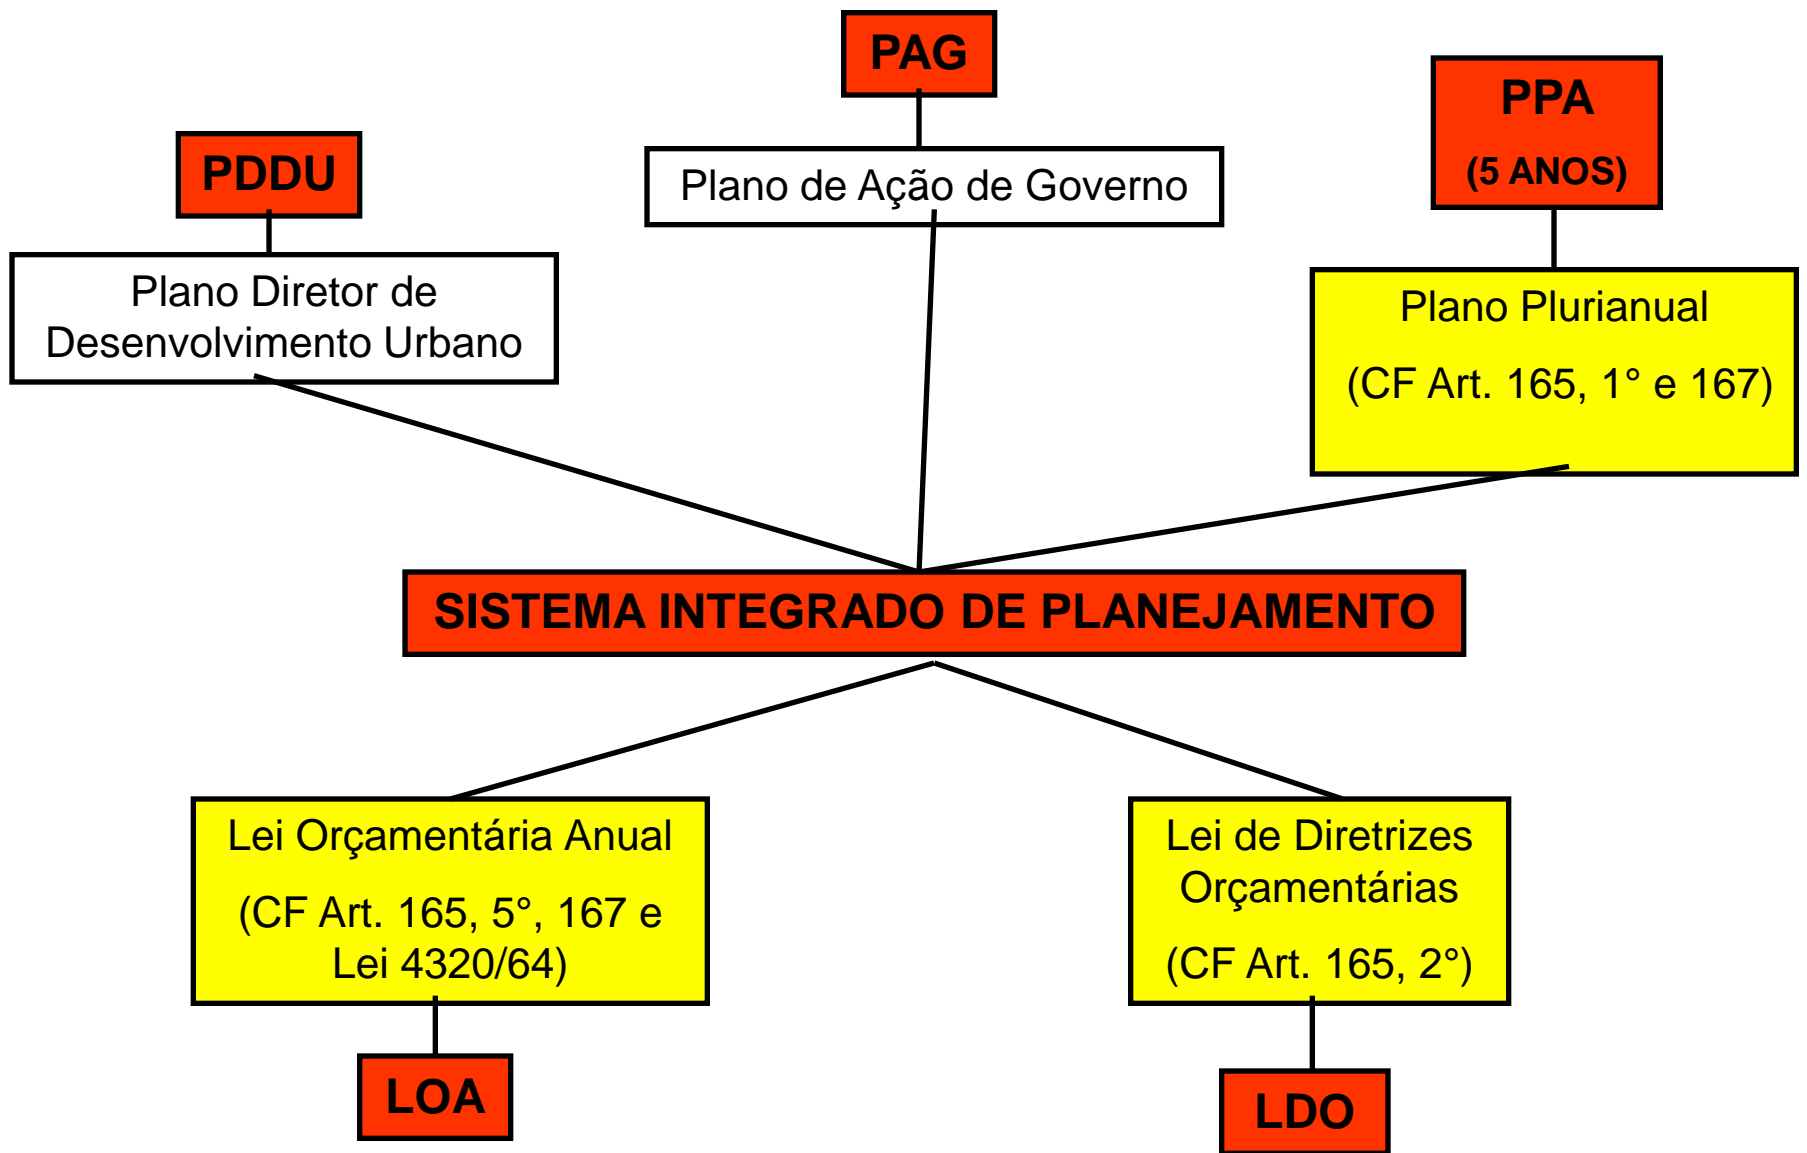 PAG
Plano de Ação de Governo
PPA
(5 ANOS)
PDDU
Plano Diretor de
Desenvolvimento Urbano
Plano Plurianual
(CF Art. 165, 1° e 167)
SISTEMA INTEGRADO DE PLANEJAMENTO
Lei Orçamentária Anual
(CF Art. 165, 5°, 167 e
Lei 4320/64)
LOA
Lei de Diretrizes
Orçamentárias
(CF Art. 165, 2°)
LDO